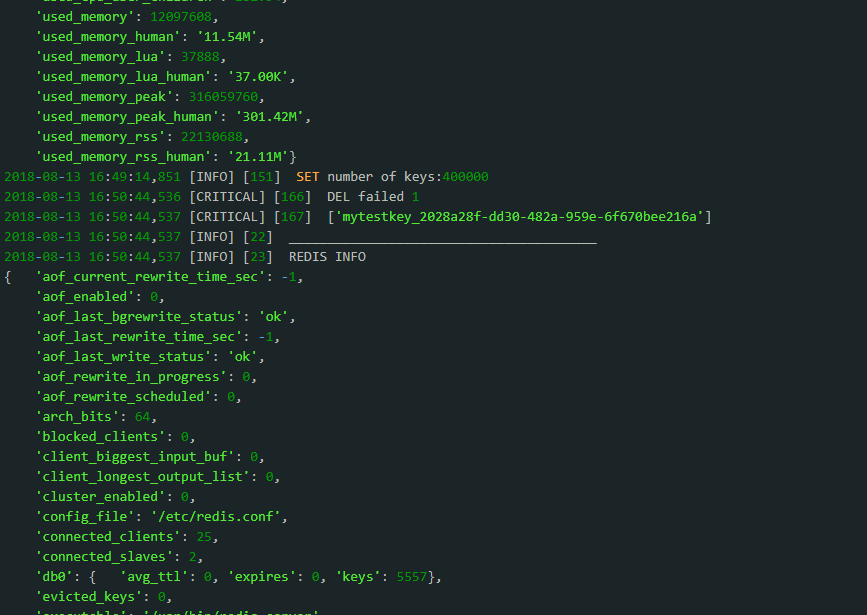 'used_memory': 12097608,
'used_memory_human': '11.54M',
'used_memory_lua': 37888,
'used_memory_lua_human': '37.00K',
'used_memory_peak': 316059760,
'used_memory_peak_human': '301.42M',
'used_memory_rss': 22130688,
'used_memory_rss_human': '21.11M'}
2018-08-13 16:49:14,851 [INFO] [151]  SET number of keys:400000
2018-08-13 16:50:44,536 [CRITICAL] [166]  DEL failed 1
2018-08-13 16:50:44,537 [CRITICAL] [167]  ['mytestkey_2028a28f-dd30-482a-959e-6f670bee216a']
2018-08-13 16:50:44,537 [INFO] [22]  ________________________________________
2018-08-13 16:50:44,537 [INFO] [23]  REDIS INFO
{   'aof_current_rewrite_time_sec': -1,
'aof_enabled': 0,
'aof_last_bgrewrite_status': 'ok',
'aof_last_rewrite_time_sec': -1,
'aof_last_write_status': 'ok',
'aof_rewrite_in_progress': 0,
'aof_rewrite_scheduled': 0,
'arch_bits': 64,
'blocked_clients': 0,
'client_biggest_input_buf': 0,
'client_longest_output_list': 0,
'cluster_enabled': 0,
'config_file': '/etc/redis.conf',
'connected_clients': 25,
'connected_slaves': 2,
'db0': {   'avg_ttl': 0, 'expires': 0, 'keys': 5557},
'evicted_keys': 0,